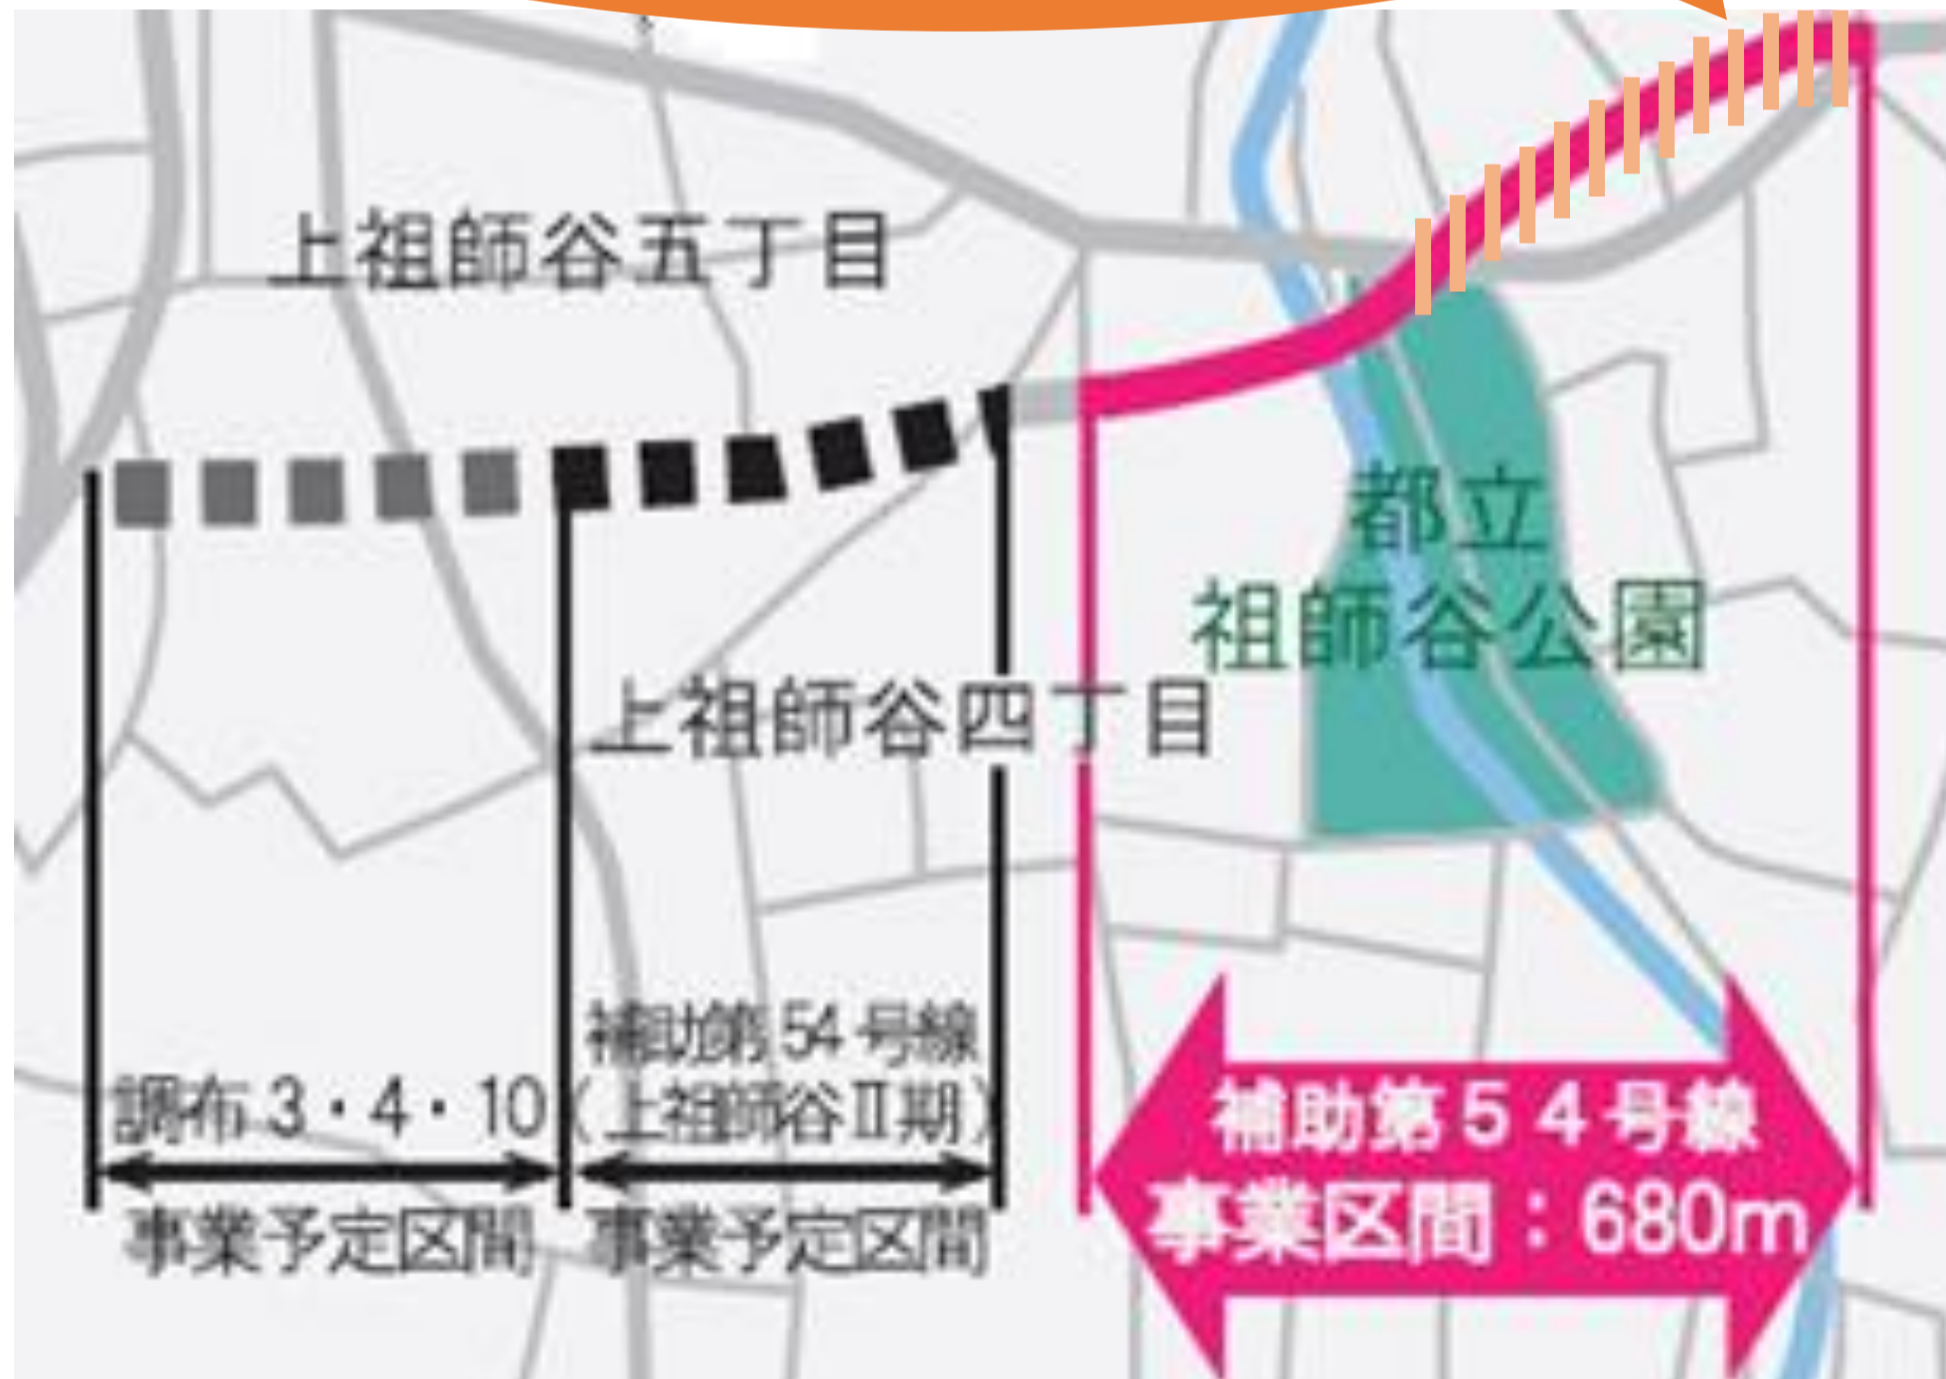 上祖師谷五丁目
都立
祖師谷公園
上祖師谷四丁目
補助第54号線
(上祖師谷Ⅱ期)
調布3・4・10
事業予定区間
事業予定区間
補助第54号線
事業区間:680m